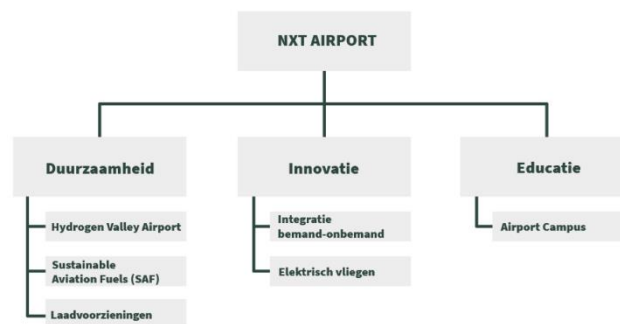 NXT AIRPORT
Duurzaamheid
Hydrogen Valley Airport
Sustainable
Aviation Fuels (SAF)
Laadvoorzieningen
Innovatie
Integratie
bemand-onbemand
Elektrisch vliegen
Educatie
Airport Campus